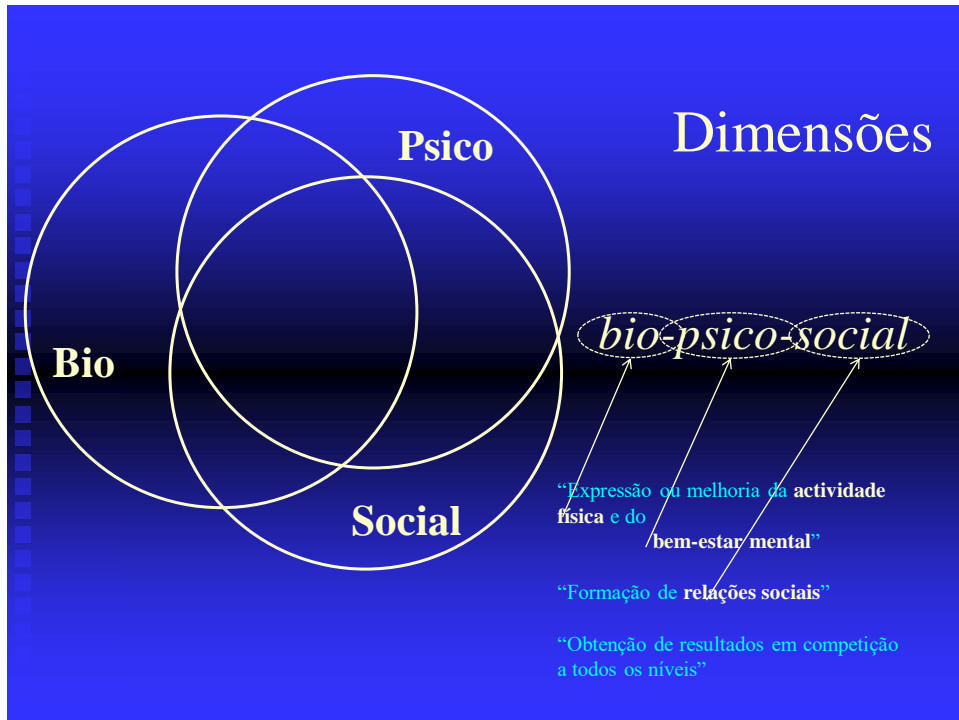 Dimensões
Psico
Bio
Social
bio-psico-social
“Expressão ou melhoria da actividade
física e do
bem-estar mental”
“Formação de relações sociais”
“Obtenção de resultados em competição
a todos os níveis”